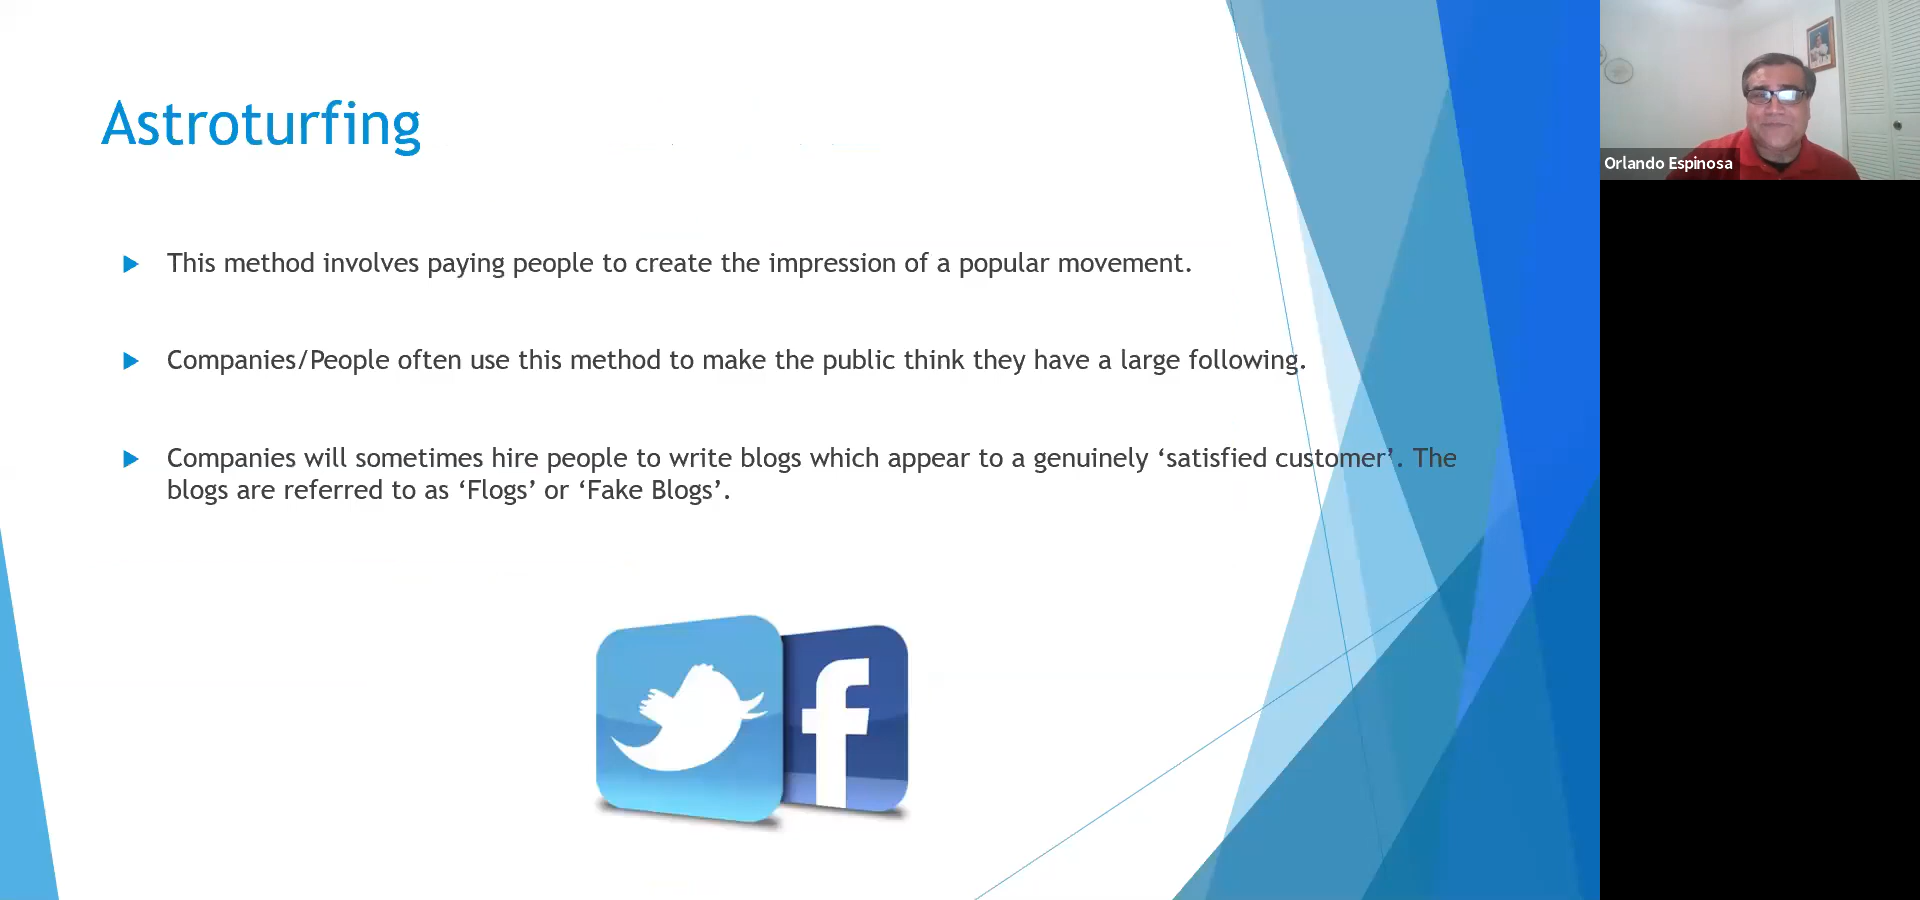 Astroturfing
This method involves paying people to create the impression of a popular movement.
Companies/People often use this method to make the public think they have a large following.
Companies will sometimes hire people to write blogs which appear to a genuinely ‘satisfied customer’. The
blogs are referred to as ‘Flogs’ or ‘Fake Blogs’.
f
Orlando Espinosa